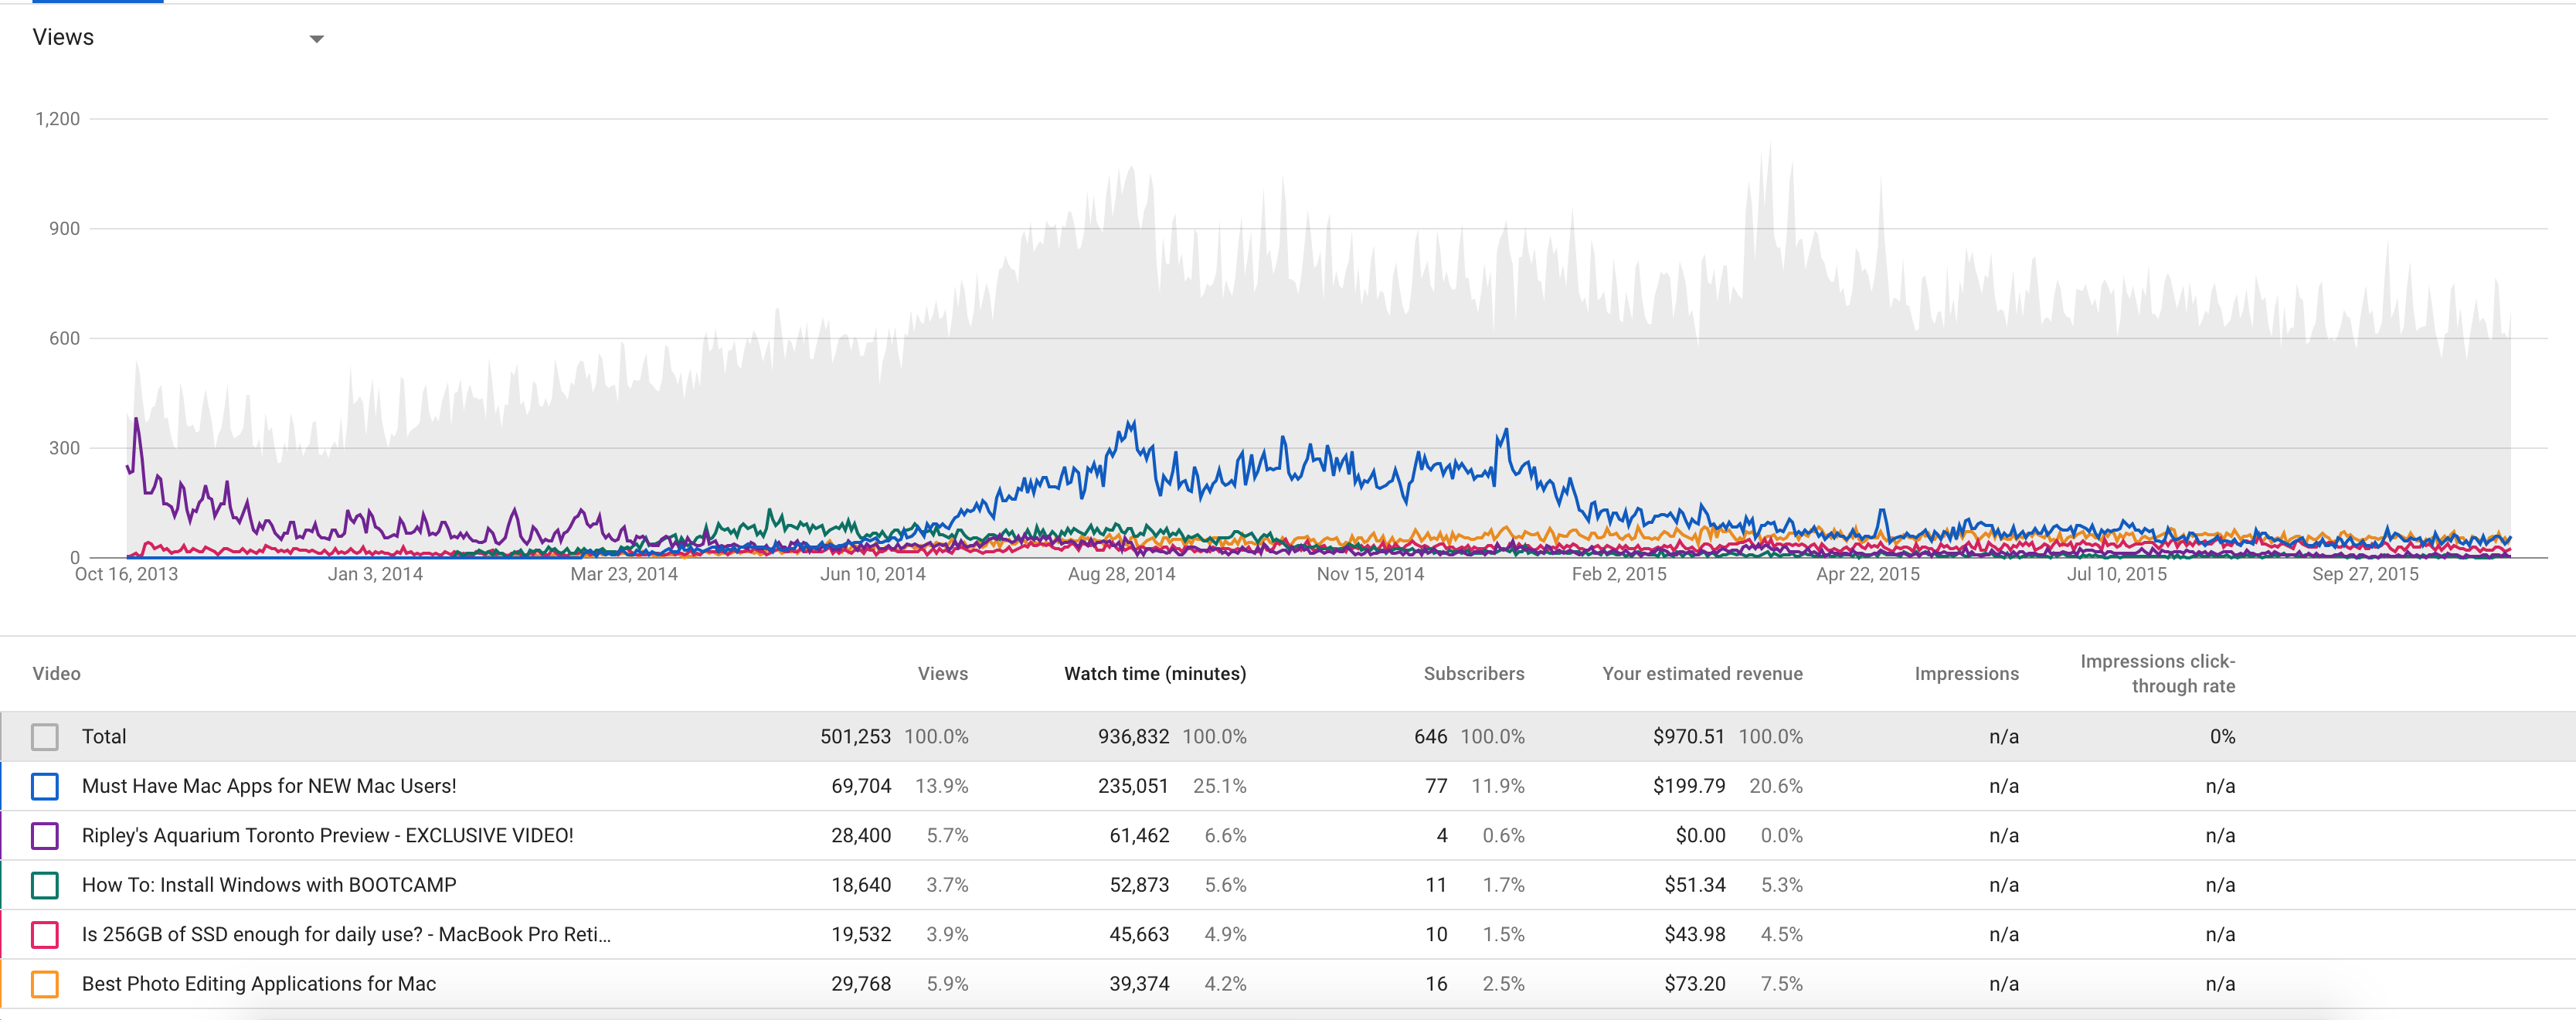 Views
1,200
900
600
300
0
Oct 16, 2013 Jan 3, 2014 Mar 23, 2014 Jun 10, 2014 Aug 28, 2014 Nov 15, 2014 Feb 2, 2015 Apr 22, 2015 Jul 10, 2015 Sep 27, 2015
Video Views Watch time (minutes) Subscribers Your estimated revenue Impressions Impressions click-
through rate
Total 501,253 100.0% 936,832 100.0% 646 100.0% $970.51 100.0% n/a 0%
Must Have Mac Apps for NEW Mac Users! 69,704 13.9% 235,051 25.1% 77 11.9% $199.79 20.6% n/a n/a
Ripley's Aquarium Toronto Preview - EXCLUSIVE VIDEO! 28,400 5.7% 61,462 6.6% 4 0.6% $0.00 0.0% n/a n/a
How To: Install Windows with BOOTCAMP 18,640 3.7% 52,873 5.6% 11 1.7% $51.34 5.3% n/a n/a
Is 256GB of SSD enough for daily use? - MacBook Pro Reti... 19,532 3.9% 45,663 4.9% 10 1.5% $43.98 4.5% n/a n/a
Best Photo Editing Applications for Mac 29,768 5.9% 39,374 4.2% 16 2.5% $73.20 7.5% n/a n/a